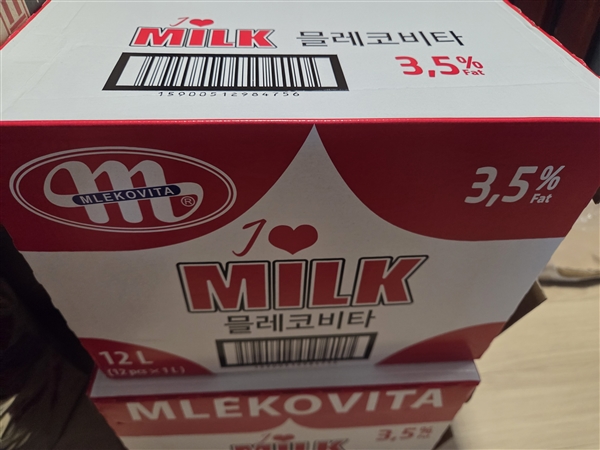 I ❤
MILK 믈레코비타
3,5% Fat
15900512984756
MLEKOVITA ®
3,5% Fat
I ❤
MILK
믈레코비타
12 L
(12 pcs × 1 L)
MLEKOVITA
MILK
3,5%